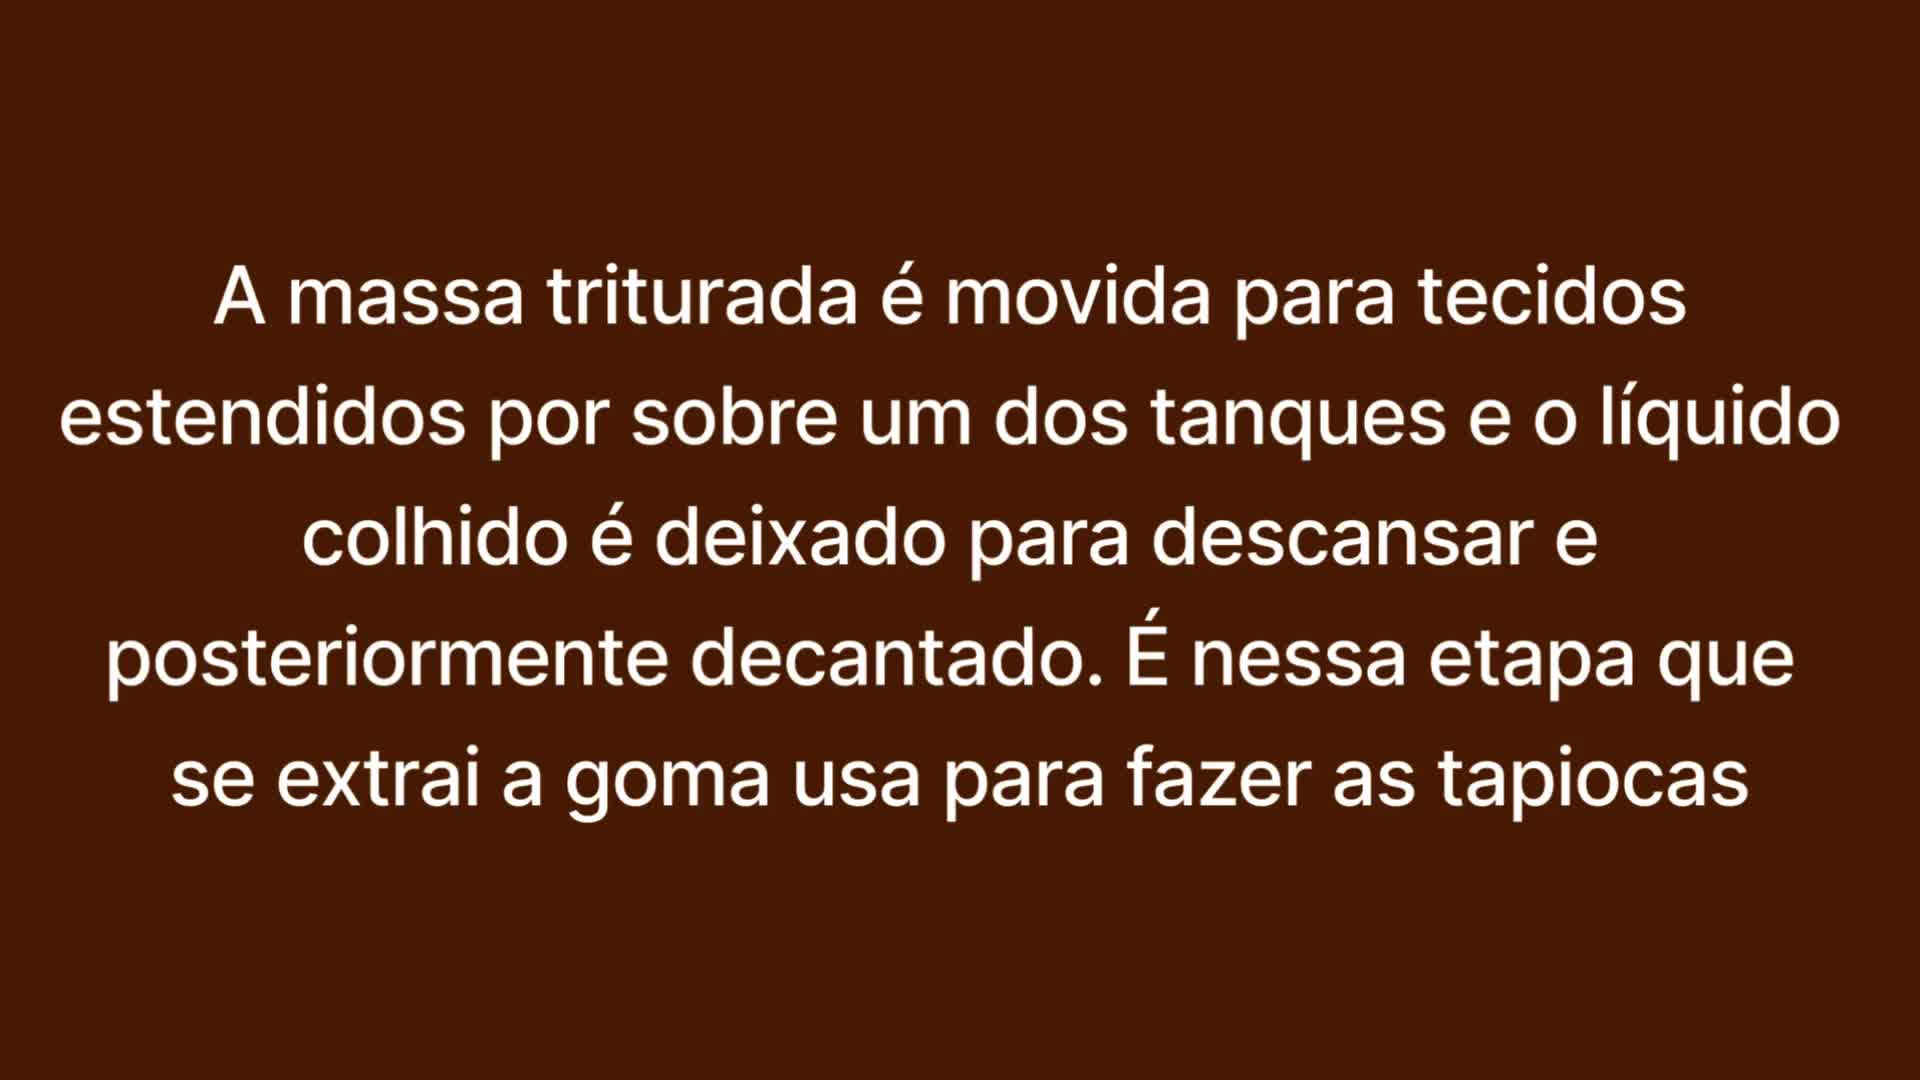 A massa triturada é movida para tecidos
estendidos por sobre um dos tanques e o líquido
colhido é deixado para descansar e
posteriormente decantado. É nessa etapa que
se extrai a goma usa para fazer as tapiocas